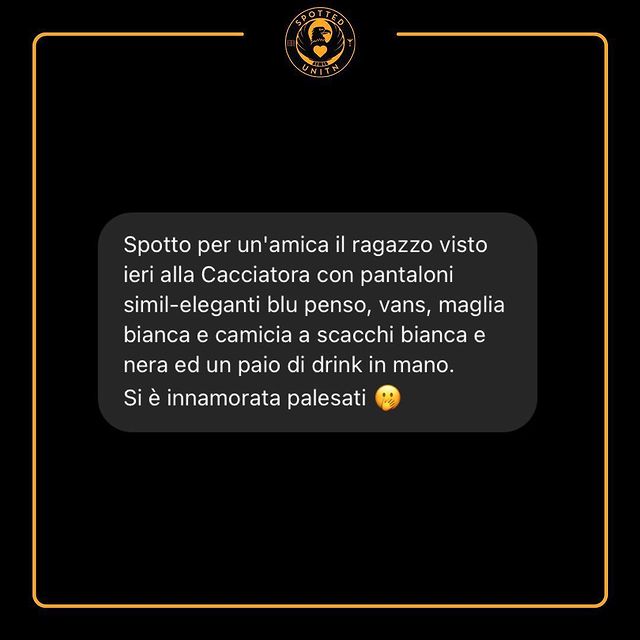 SPOTTED
UNITN
Spotto per un'amica il ragazzo visto
ieri alla Cacciatora con pantaloni
simil-eleganti blu penso, vans, maglia
bianca e camicia a scacchi bianca e
nera ed un paio di drink in mano.
Si è innamorata palesati 🫢